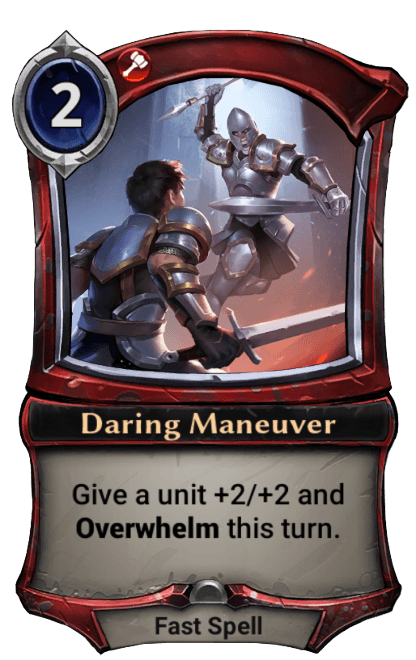 2
Daring Maneuver
Give a unit +2/+2 and
Overwhelm this turn.
Fast Spell